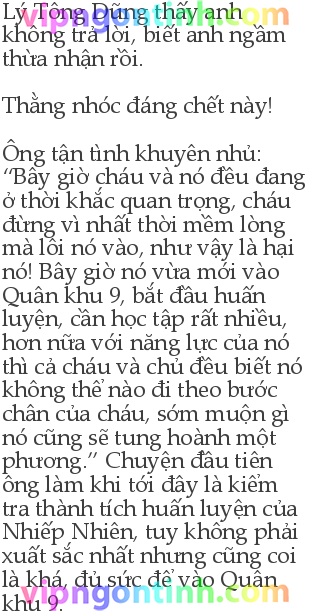 Lý Tông Dũng thấy anh
vipngontinh.com
không trả lời, biết anh ngầm
thừa nhận rồi.
Thằng nhóc đáng chết này!
Ông tận tình khuyên nhủ:
“Bây giờ cháu và nó đều đang
ở thời khắc quan trọng, cháu
đừng vì nhất thời mềm lòng
mà lôi nó vào, như vậy là hại
nó! Bây giờ nó vừa mới vào
Quân khu 9, bắt đầu huấn
luyện, cần học tập rất nhiều,
hơn nữa với năng lực của nó
thì cả cháu và chủ đều biết nó
không thể nào đi theo bước
chân của cháu, sớm muộn gì
nó cũng sẽ tung hoành một
phương.” Chuyện đầu tiên
ông làm khi tới đây là kiểm
tra thành tích huấn luyện của
Nhiếp Nhiên, tuy không phải
xuất sắc nhất nhưng cũng coi
là khá, đủ sức để vào Quân
vipngontinh.com
khu 9.